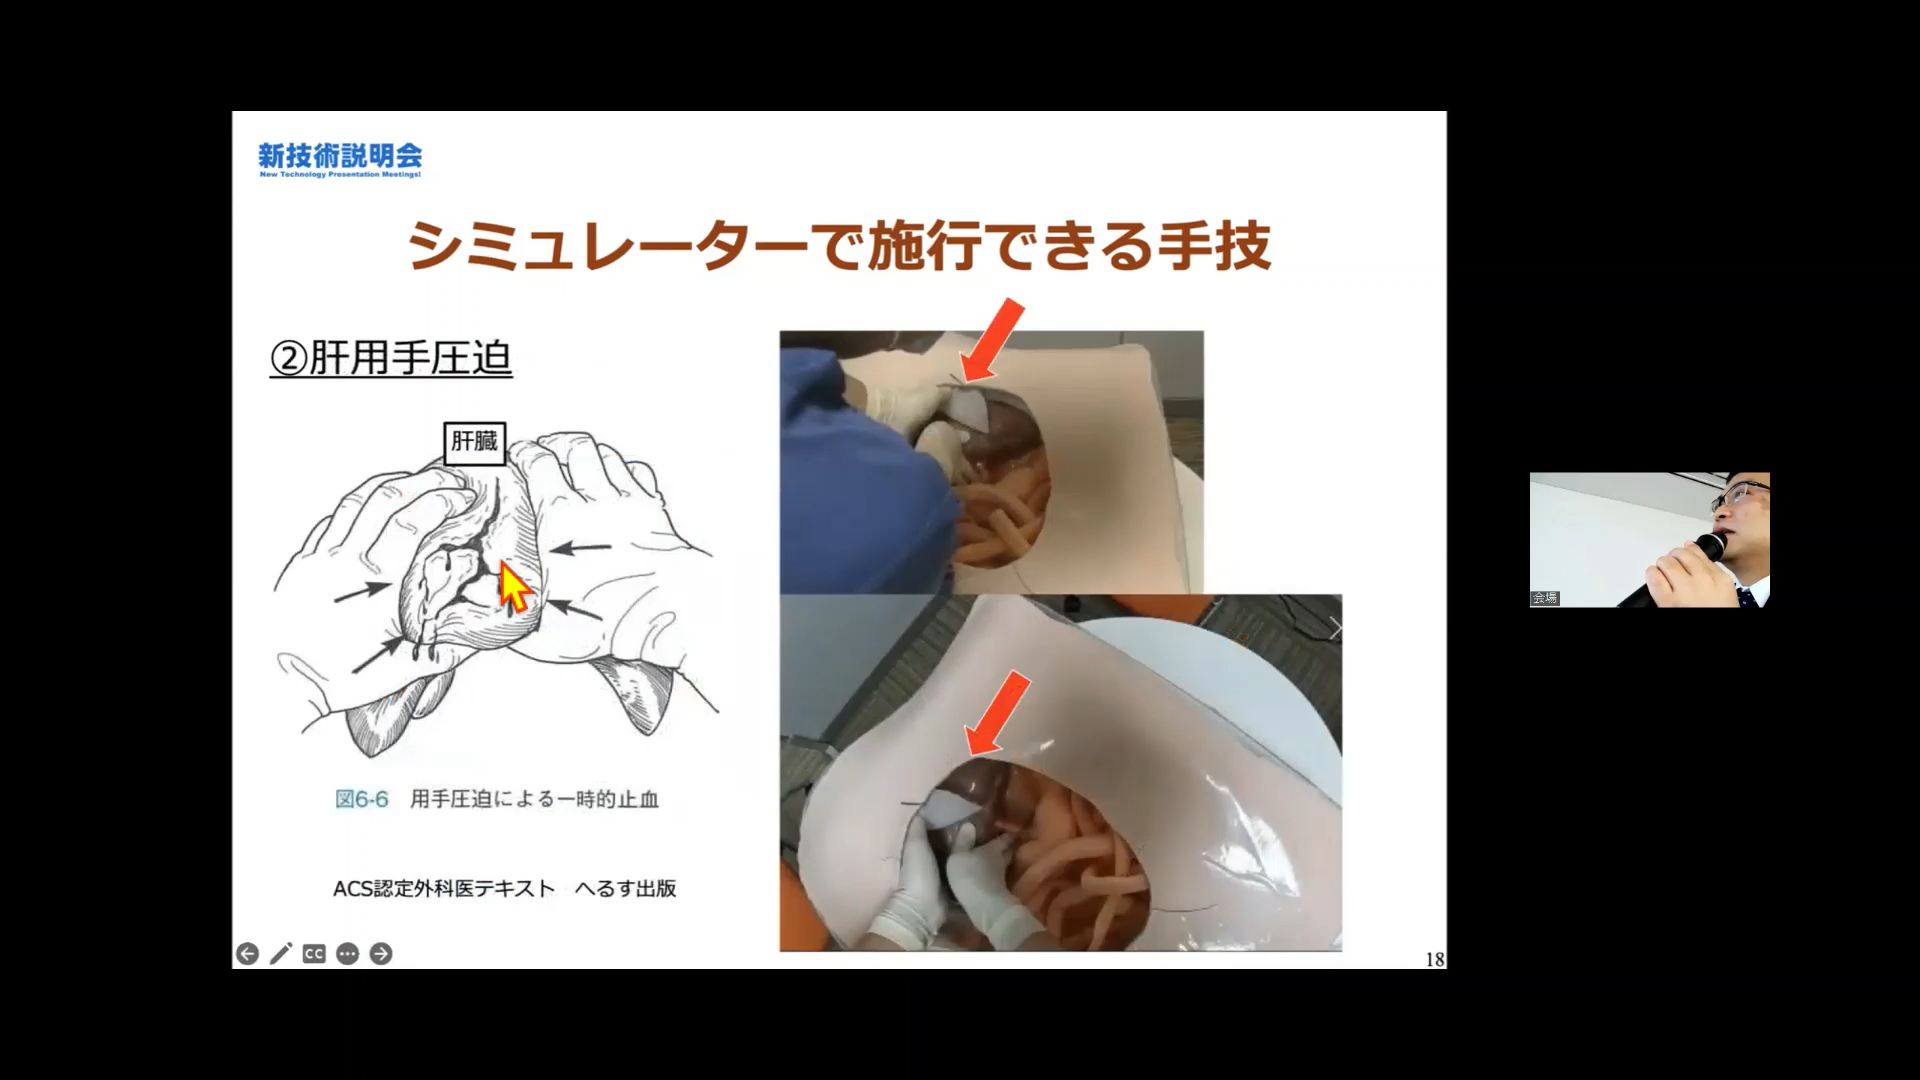 新技術説明会
New Technology Presentation Meetings!
シミュレーターで施行できる手技
②肝用手圧迫
肝臓
図6-6 用手圧迫による一時的止血
ACS認定外科医テキスト へるす出版
CC
18
会場